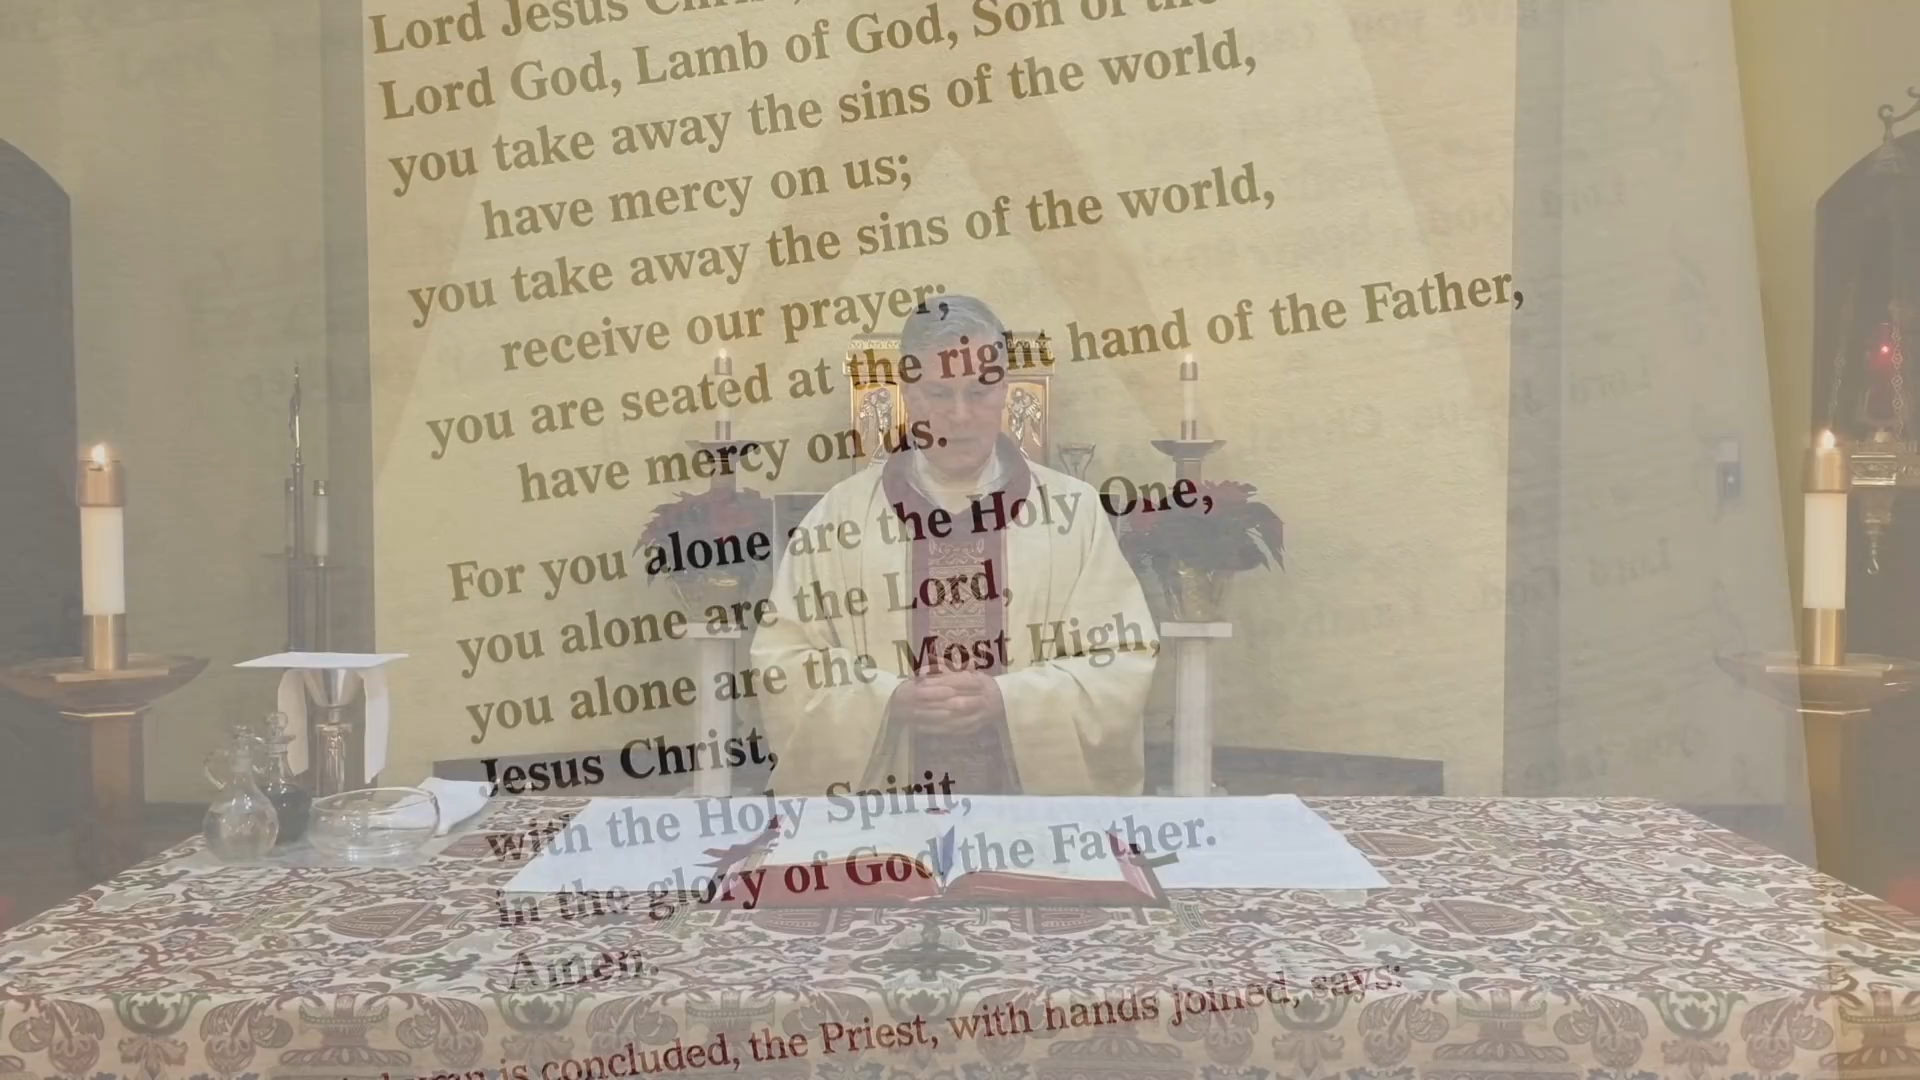 Lord Jesus Christ,
Lord God, Lamb of God, Son of the
you take away the sins of the world,
have mercy on us;
you take away the sins of the world,
receive our prayer;
you are seated at the right hand of the Father,
have mercy on us.
For you alone are the Holy One,
you alone are the Lord,
you alone are the Most High,
Jesus Christ,
with the Holy Spirit,
in the glory of God the Father.
Amen.
is concluded, the Priest, with hands joined, says: